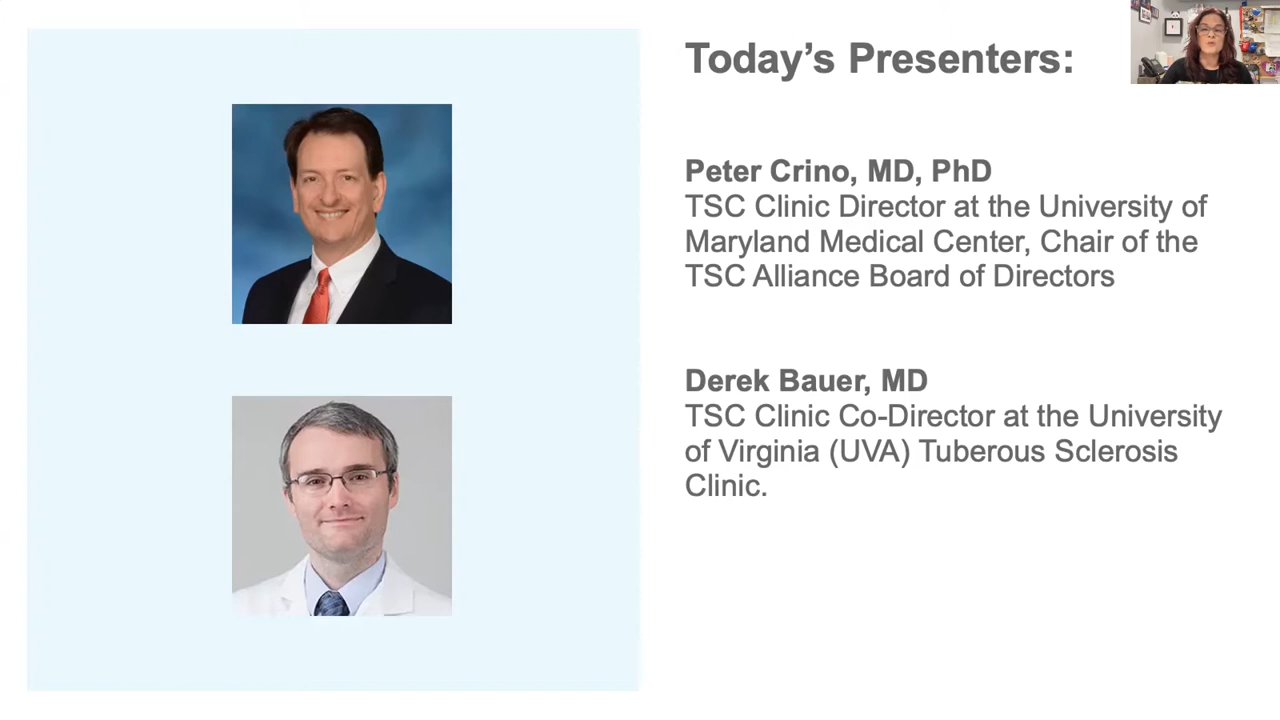 Today’s Presenters:
Peter Crino, MD, PhD
TSC Clinic Director at the University of
Maryland Medical Center, Chair of the
TSC Alliance Board of Directors
Derek Bauer, MD
TSC Clinic Co-Director at the University
of Virginia (UVA) Tuberous Sclerosis
Clinic.